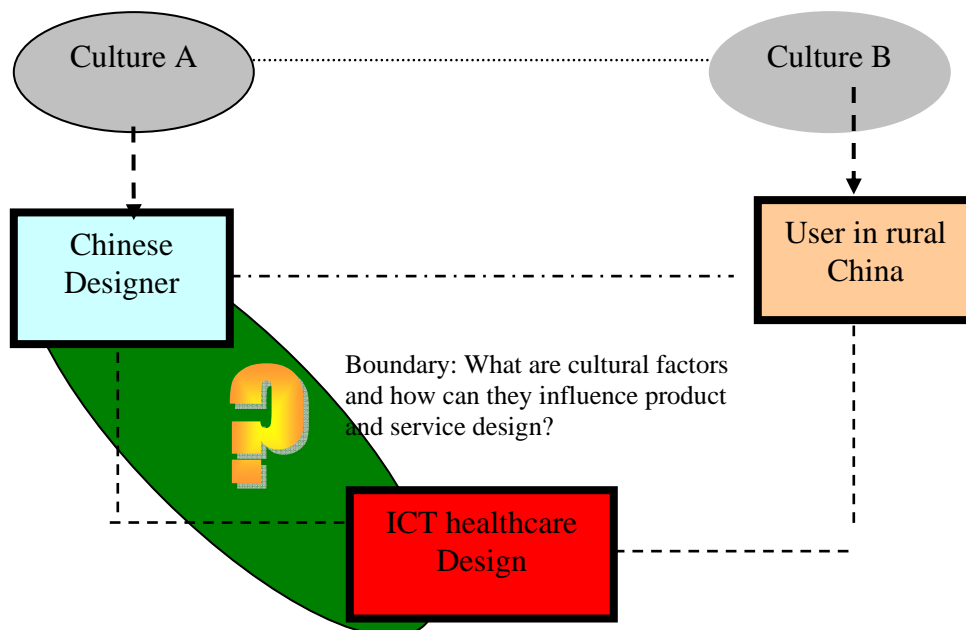 Culture A
Culture B
Chinese
Designer
User in rural
China
Boundary: What are cultural factors
and how can they influence product
and service design?
?
ICT healthcare
Design